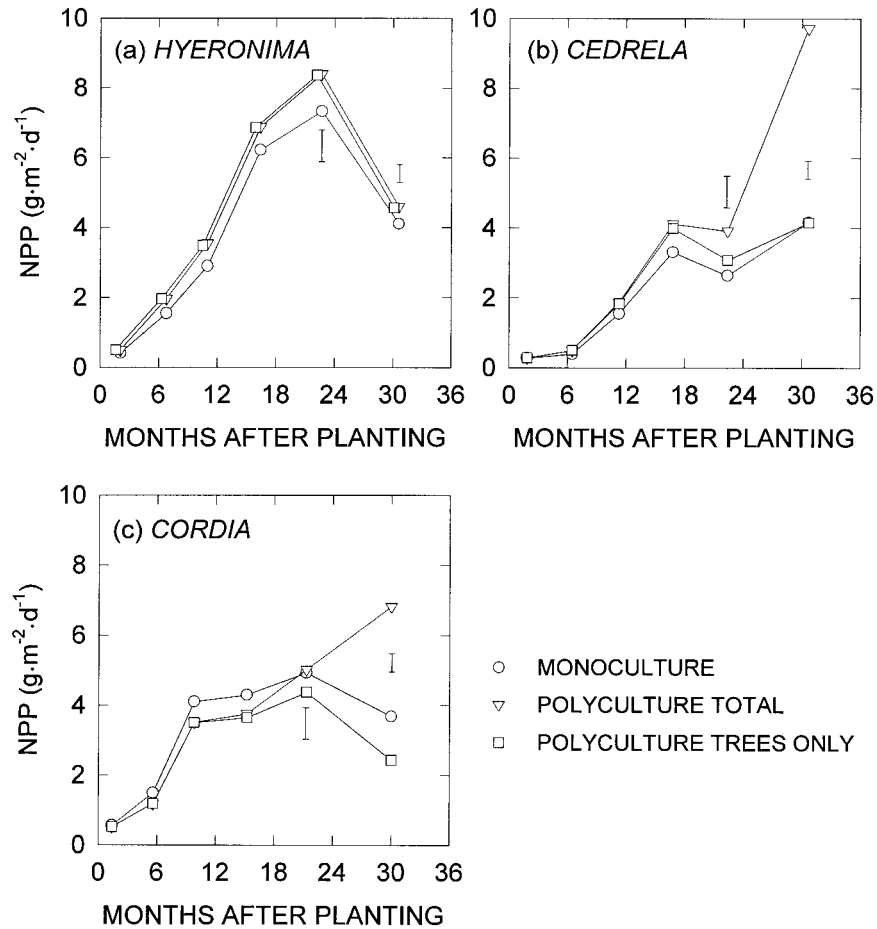 (a) HYERONIMA
NPP (g·m-2·d-1)
10
8
6
4
2
0
0 6 12 18 24 30 36
MONTHS AFTER PLANTING
(b) CEDRELA
10
8
6
4
2
0
0 6 12 18 24 30 36
MONTHS AFTER PLANTING
(c) CORDIA
NPP (g·m-2·d-1)
10
8
6
4
2
0
0 6 12 18 24 30 36
MONTHS AFTER PLANTING
MONOCULTURE
POLYCULTURE TOTAL
POLYCULTURE TREES ONLY